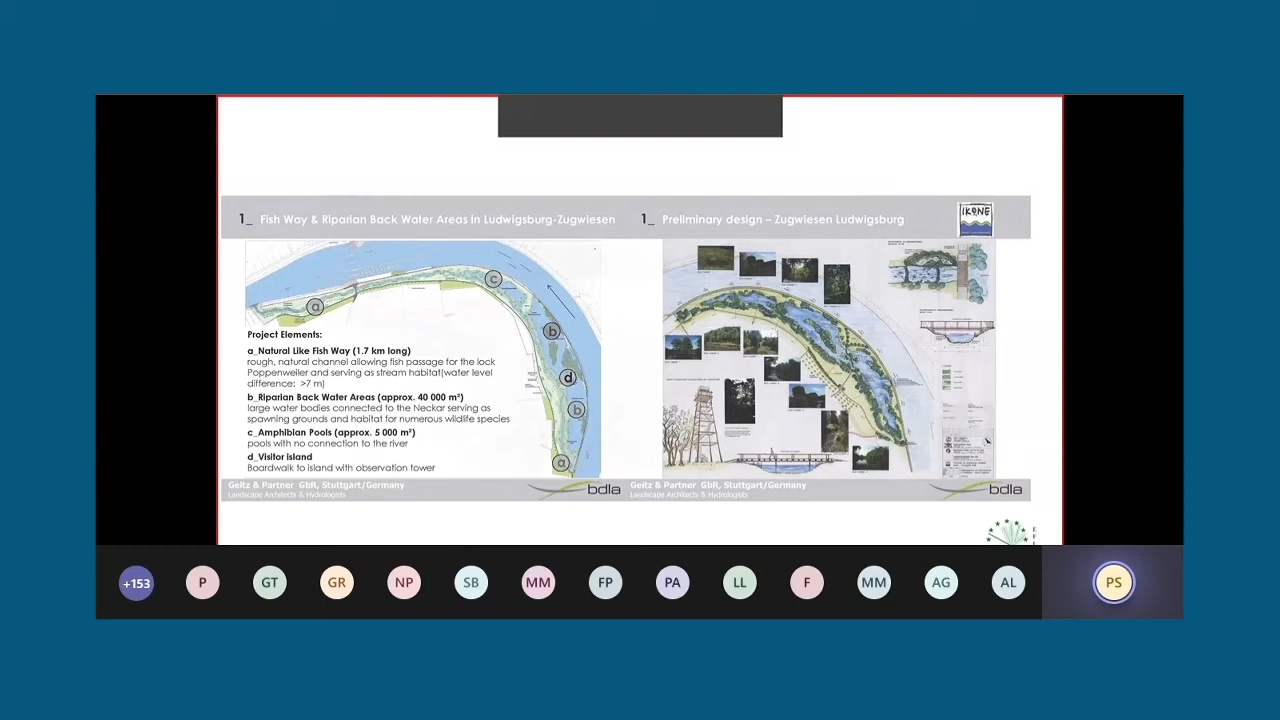 1_ Fish Way & Riparian Back Water Areas in Ludwigsburg-Zugwiesen
a
c
b
d
b
a
Project Elements:
a_Natural Like Fish Way (1.7 km long)
rough, natural channel allowing fish passage for the lock
Poppenweiler and serving as stream habitat(water level
difference: >7 m)
b_Riparian Back Water Areas (approx. 40 000 m²)
large water bodies connected to the Neckar serving as
spawning grounds and habitat for numerous wildlife species
c_Amphibian Pools (approx. 5 000 m²)
pools with no connection to the river
d_Visitor island
Boardwalk to island with observation tower
Geitz & Partner GbR, Stuttgart/Germany
Landscape Architects & Hydrologists
bdla
1_ Preliminary design – Zugwiesen Ludwigsburg
IKONE
Geitz & Partner GbR, Stuttgart/Germany
Landscape Architects & Hydrologists
bdla
+153
P
GT
GR
NP
SB
MM
FP
PA
LL
F
MM
AG
AL
PS